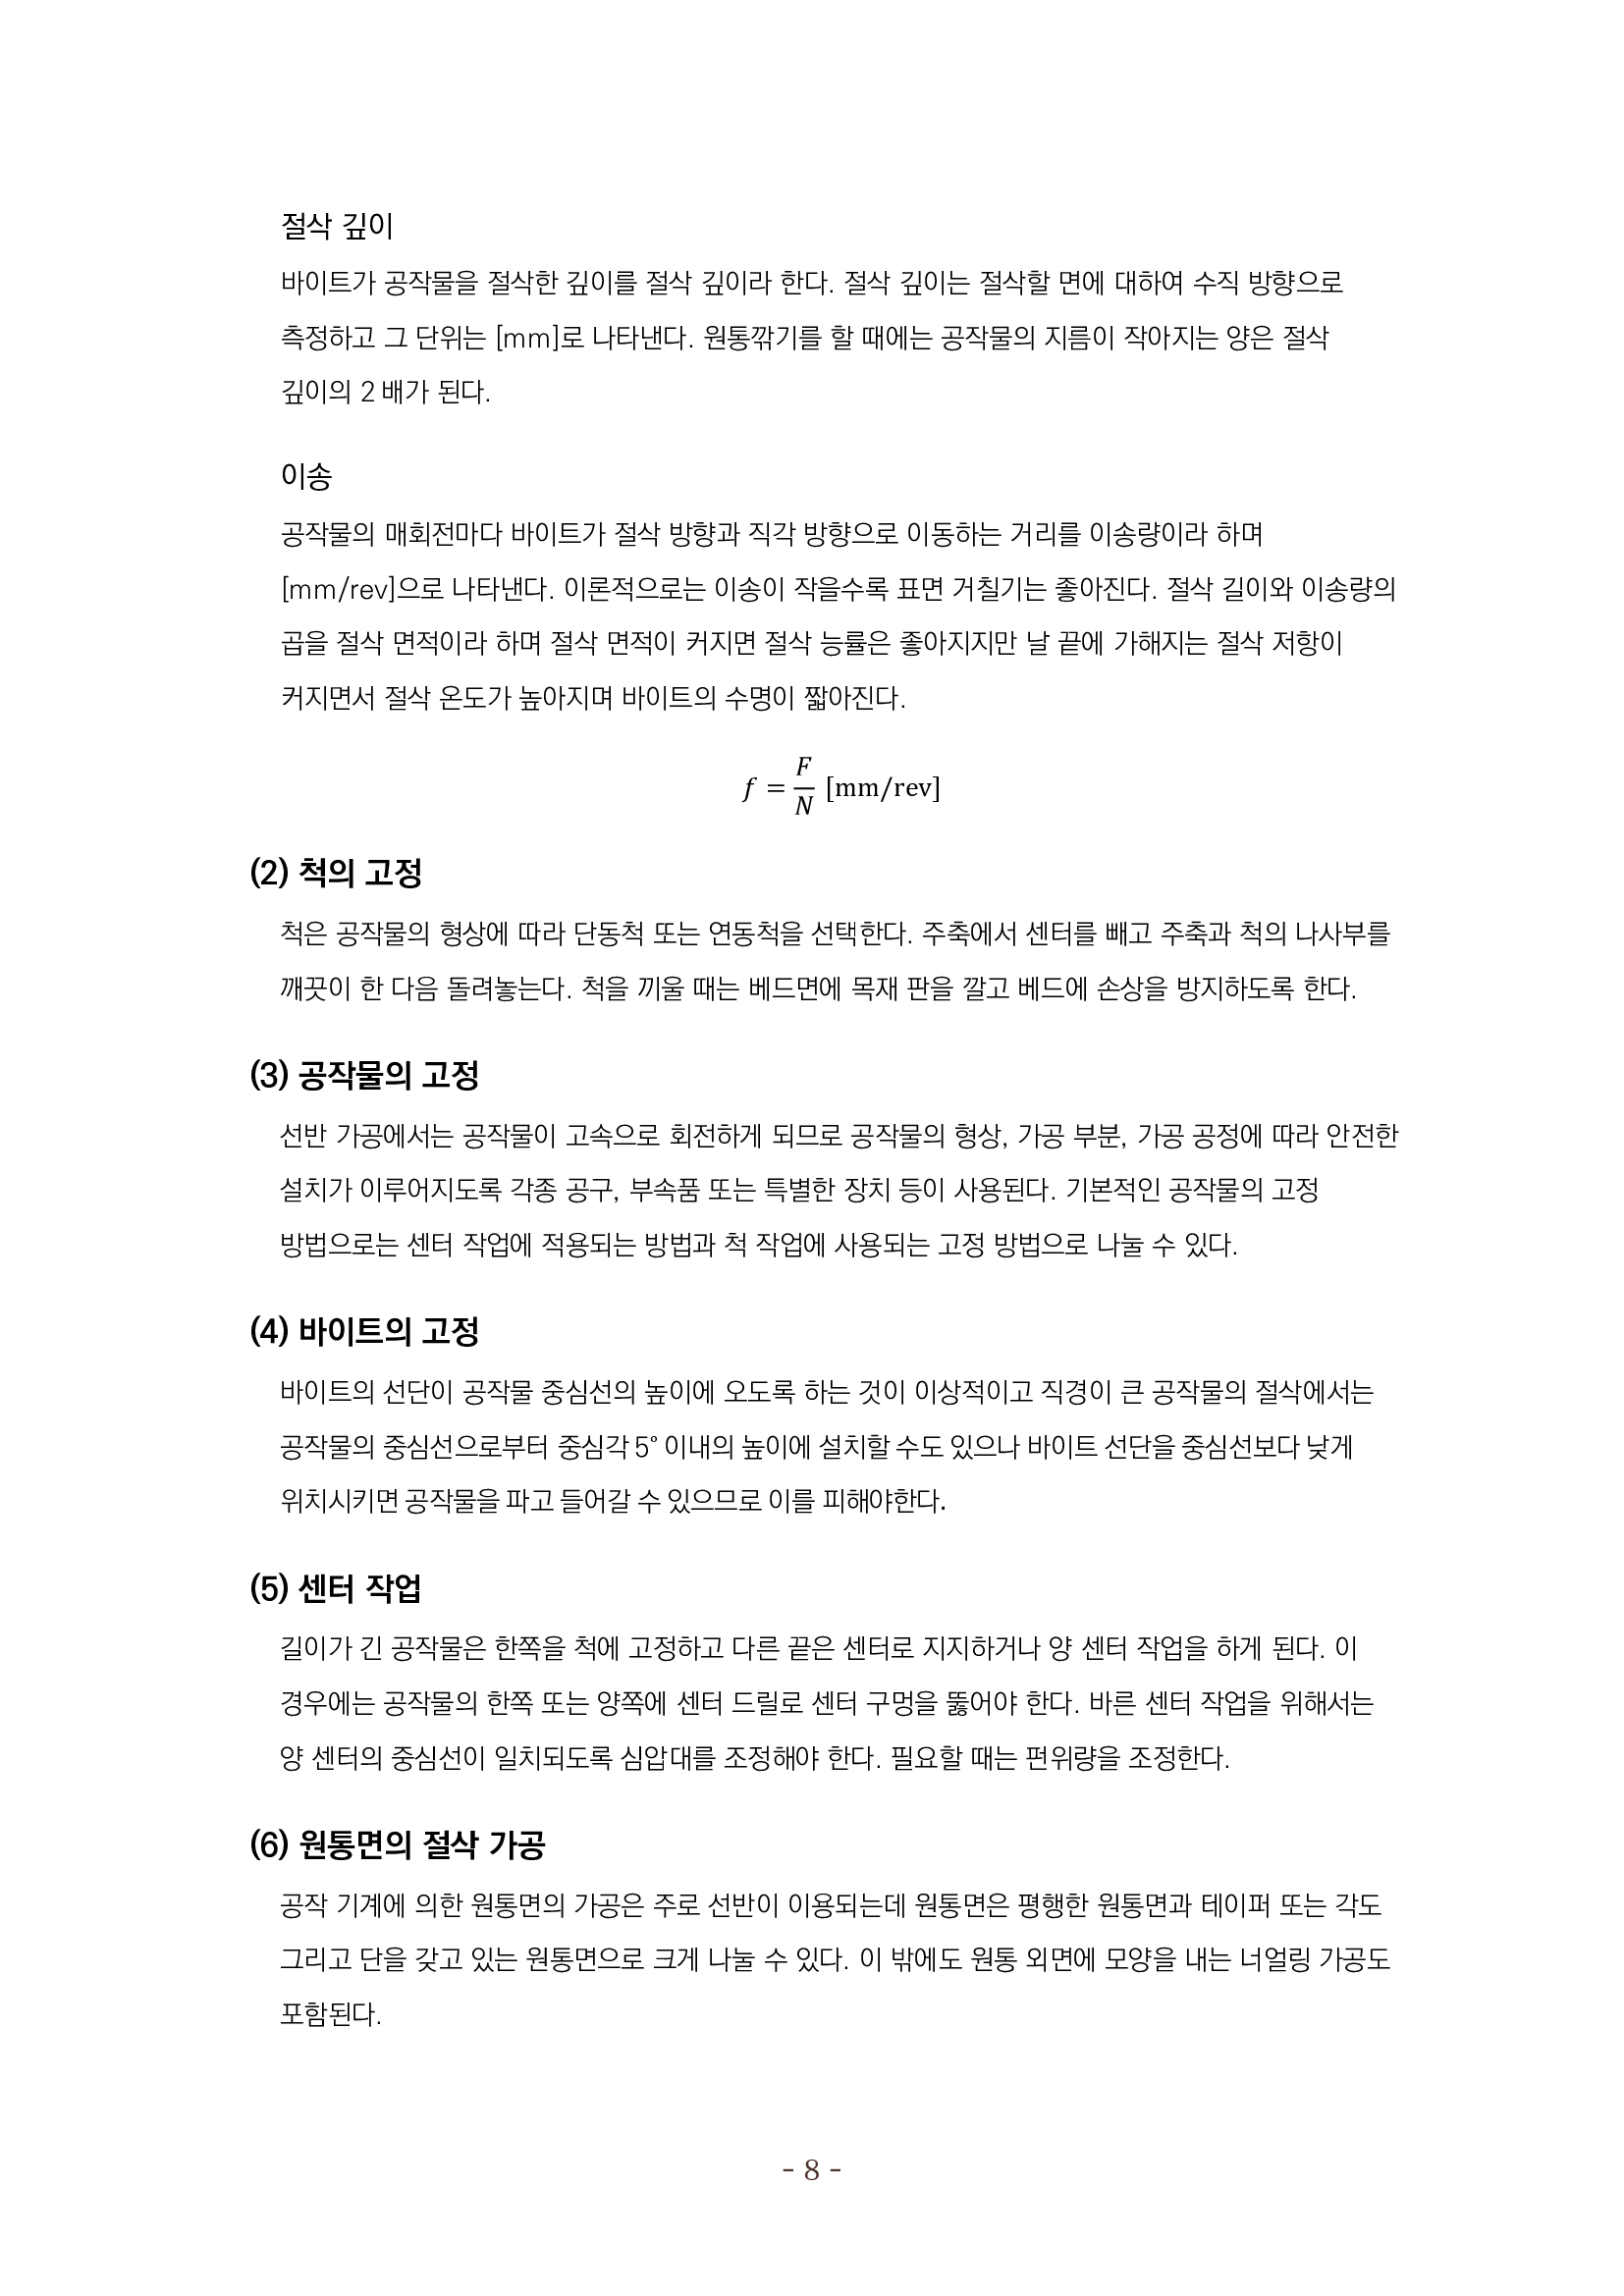 절삭 깊이
바이트가 공작물을 절삭한 깊이를 절삭 깊이라 한다. 절삭 깊이는 절삭할 면에 대하여 수직 방향으로
측정하고 그 단위는 [mm]로 나타낸다. 원통깎기를 할 때에는 공작물의 지름이 작아지는 양은 절삭
깊이의 2 배가 된다.
이송
공작물의 매회전마다 바이트가 절삭 방향과 직각 방향으로 이동하는 거리를 이송량이라 하며
[mm/rev]으로 나타낸다. 이론적으로는 이송이 작을수록 표면 거칠기는 좋아진다. 절삭 길이와 이송량의
곱을 절삭 면적이라 하며 절삭 면적이 커지면 절삭 능률은 좋아지지만 날 끝에 가해지는 절삭 저항이
커지면서 절삭 온도가 높아지며 바이트의 수명이 짧아진다.
f = F/N [mm/rev]
(2) 척의 고정
척은 공작물의 형상에 따라 단동척 또는 연동척을 선택한다. 주축에서 센터를 빼고 주축과 척의 나사부를
깨끗이 한 다음 돌려놓는다. 척을 끼울 때는 베드면에 목재 판을 깔고 베드에 손상을 방지하도록 한다.
(3) 공작물의 고정
선반 가공에서는 공작물이 고속으로 회전하게 되므로 공작물의 형상, 가공 부분, 가공 공정에 따라 안전한
설치가 이루어지도록 각종 공구, 부속품 또는 특별한 장치 등이 사용된다. 기본적인 공작물의 고정
방법으로는 센터 작업에 적용되는 방법과 척 작업에 사용되는 고정 방법으로 나눌 수 있다.
(4) 바이트의 고정
바이트의 선단이 공작물 중심선의 높이에 오도록 하는 것이 이상적이고 직경이 큰 공작물의 절삭에서는
공작물의 중심선으로부터 중심각 5° 이내의 높이에 설치할 수도 있으나 바이트 선단을 중심선보다 낮게
위치시키면 공작물을 파고 들어갈 수 있으므로 이를 피해야한다.
(5) 센터 작업
길이가 긴 공작물은 한쪽을 척에 고정하고 다른 끝은 센터로 지지하거나 양 센터 작업을 하게 된다. 이
경우에는 공작물의 한쪽 또는 양쪽에 센터 드릴로 센터 구멍을 뚫어야 한다. 바른 센터 작업을 위해서는
양 센터의 중심선이 일치되도록 심압대를 조정해야 한다. 필요할 때는 편위량을 조정한다.
(6) 원통면의 절삭 가공
공작 기계에 의한 원통면의 가공은 주로 선반이 이용되는데 원통면은 평행한 원통면과 테이퍼 또는 각도
그리고 단을 갖고 있는 원통면으로 크게 나눌 수 있다. 이 밖에도 원통 외면에 모양을 내는 너얼링 가공도
포함된다.
- 8 -